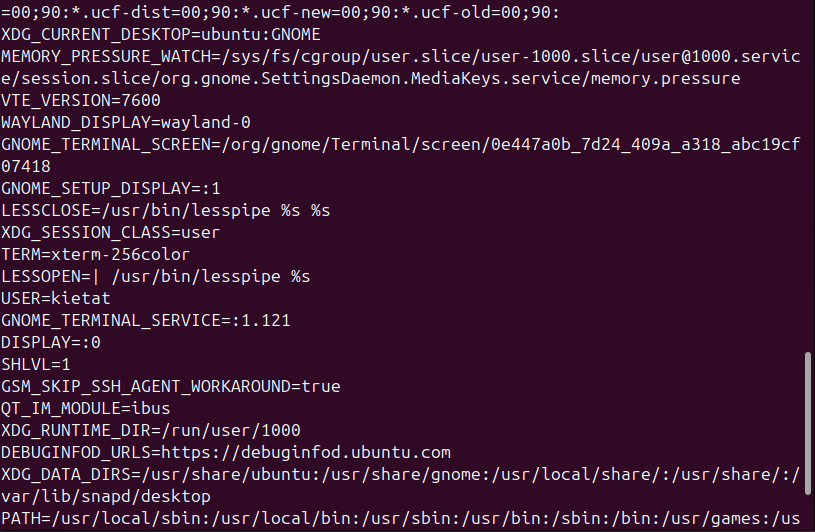 =00;90:*.ucf-dist=00;90:*.ucf-new=00;90:*.ucf-old=00;90:
XDG_CURRENT_DESKTOP=ubuntu:GNOME
MEMORY_PRESSURE_WATCH=/sys/fs/cgroup/user.slice/user-1000.slice/user@1000.servic
e/session.slice/org.gnome.SettingsDaemon.MediaKeys.service/memory.pressure
VTE_VERSION=7600
WAYLAND_DISPLAY=wayland-0
GNOME_TERMINAL_SCREEN=/org/gnome/Terminal/screen/0e447a0b_7d24_409a_a318_abc19cf
07418
GNOME_SETUP_DISPLAY=:1
LESSCLOSE=/usr/bin/lesspipe %s %s
XDG_SESSION_CLASS=user
TERM=xterm-256color
LESSOPEN=| /usr/bin/lesspipe %s
USER=kietat
GNOME_TERMINAL_SERVICE=:1.121
DISPLAY=:0
SHLVL=1
GSM_SKIP_SSH_AGENT_WORKAROUND=true
QT_IM_MODULE=ibus
XDG_RUNTIME_DIR=/run/user/1000
DEBUGINFOD_URLS=https://debuginfod.ubuntu.com
XDG_DATA_DIRS=/usr/share/ubuntu:/usr/share/gnome:/usr/local/share/:/usr/share/:/
var/lib/snapd/desktop
PATH=/usr/local/sbin:/usr/local/bin:/usr/sbin:/usr/bin:/sbin:/bin:/usr/games:/us